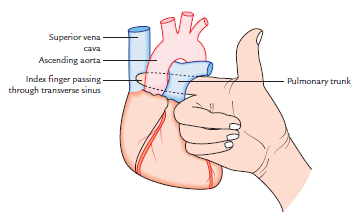 Superior vena
cava
Ascending aorta
Index finger passing
through transverse sinus
Pulmonary trunk